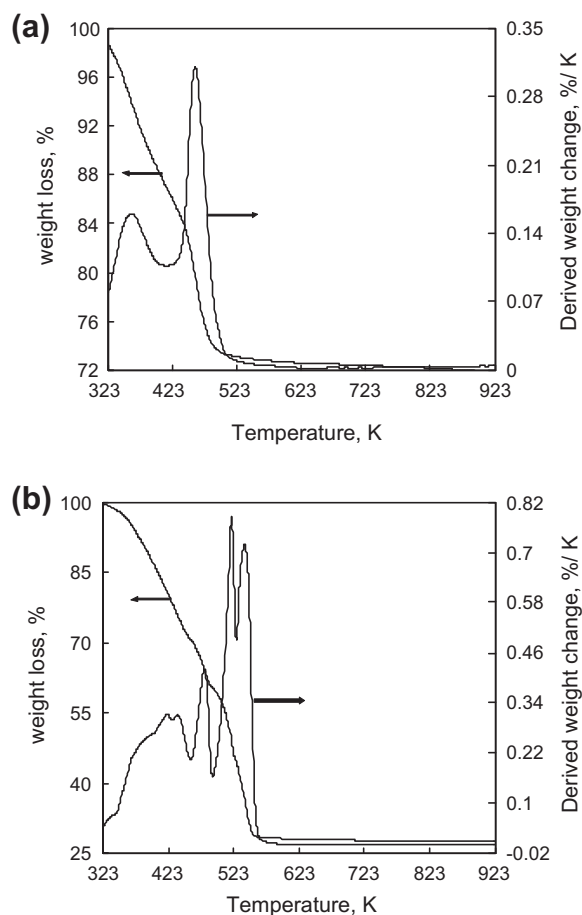 (a)
100
96
92
88
84
80
76
72
weight loss, %
0.35
0.28
0.21
0.14
0.07
0
Derived weight change, %/ K
323 423 523 623 723 823 923
Temperature, K
(b)
100
85
70
55
40
25
weight loss, %
0.82
0.7
0.58
0.46
0.34
0.22
0.1
-0.02
Derived weight change, %/ K
323 423 523 623 723 823 923
Temperature, K